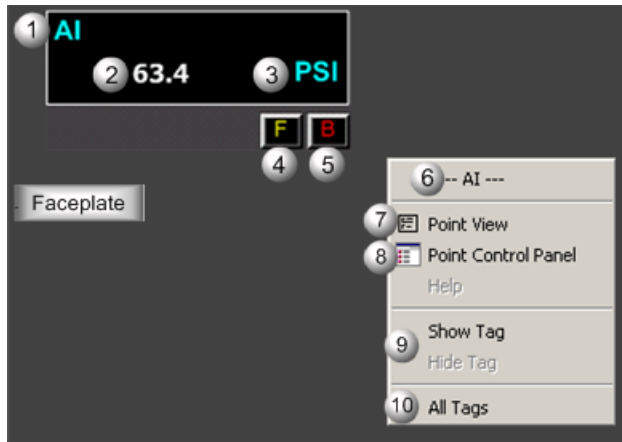 1 AI
2 63.4 3 PSI
F B
4 5
6 -- AI ---
Faceplate
7 Point View
8 Point Control Panel
Help
Show Tag
9
Hide Tag
10 All Tags